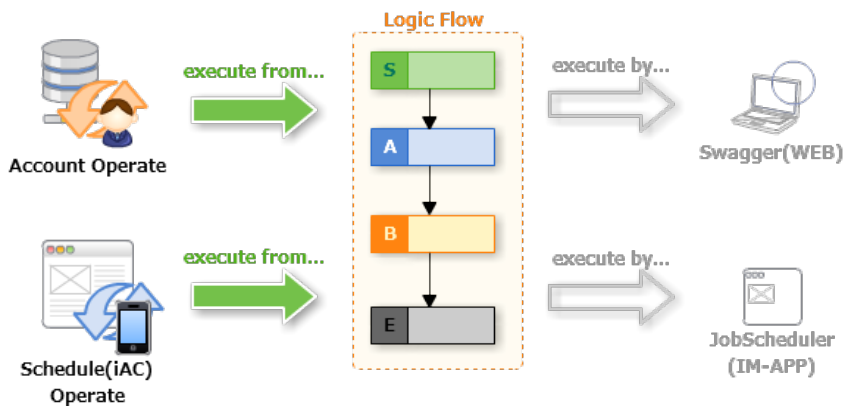 Logic Flow
execute from...
Account Operate
S
A
B
E
execute by...
Swagger(WEB)
execute from...
Schedule(iAC)
Operate
execute by...
JobScheduler
(IM-APP)